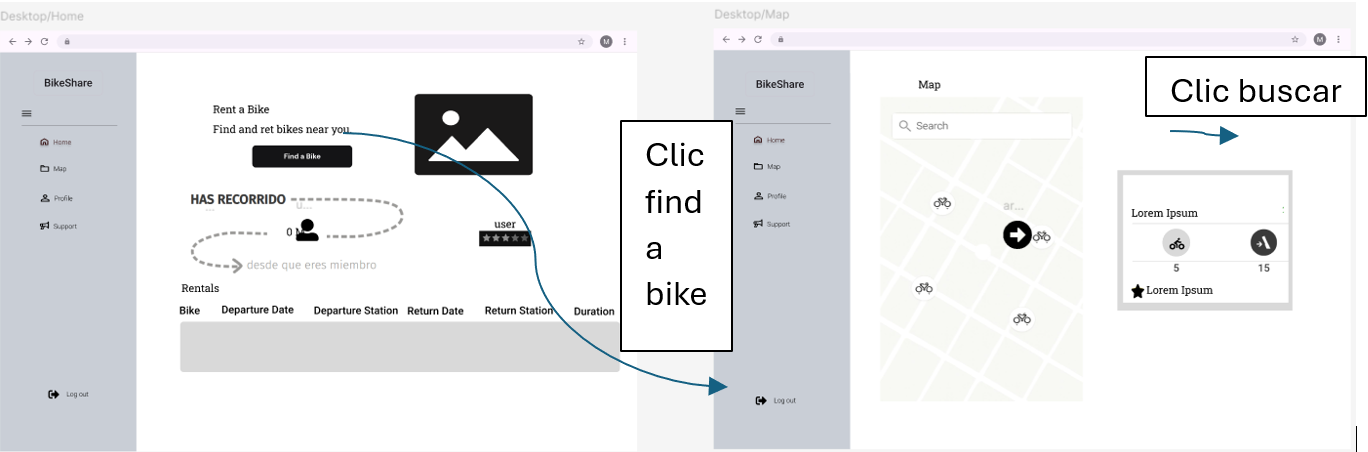 Desktop/Home
M
BikeShare
Home
Map
Profile
Support
Log out
Rent a Bike
Find and ret bikes near you.
Find a Bike
HAS RECORRIDO
u...
...
0 M
desde que eres miembro
user
Rentals
Bike Departure Date Departure Station Return Date Return Station Duration
Clic
find
a
bike
Desktop/Map
M
BikeShare
Home
Map
Profile
Support
Log out
Map
Search
ar...
Clic buscar
Lorem Ipsum
5 15
Lorem Ipsum